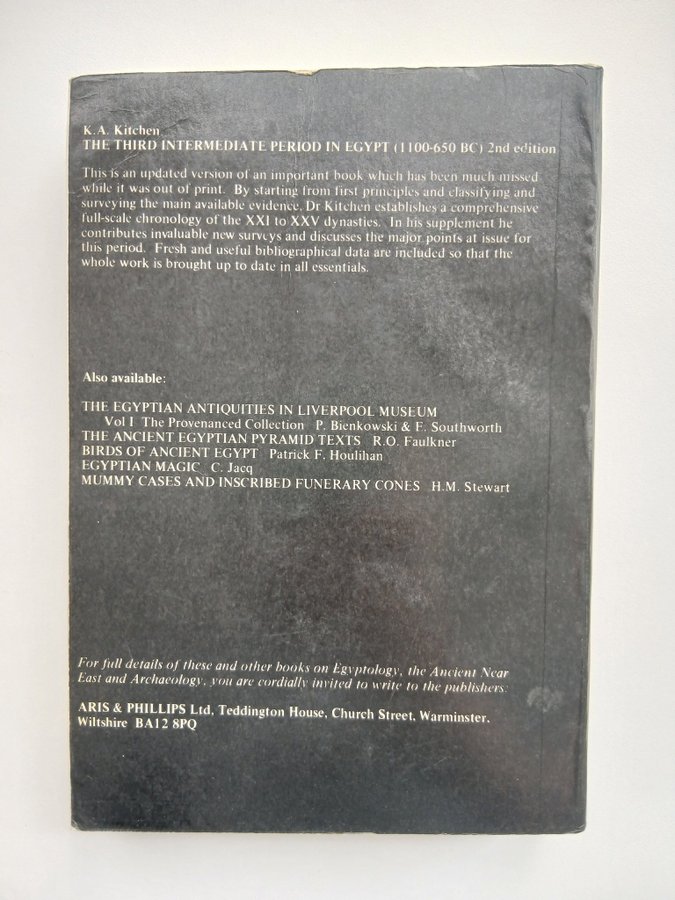 K.A. Kitchen
THE THIRD INTERMEDIATE PERIOD IN EGYPT (1100-650 BC) 2nd edition
This is an updated version of an important book which has been much missed
while it was out of print. By starting from first principles and classifying and
surveying the main available evidence, Dr Kitchen establishes a comprehensive
full-scale chronology of the XXI to XXV dynasties. In his supplement he
contributes invaluable new surveys and discusses the major points at issue for
this period. Fresh and useful bibliographical data are included so that the
whole work is brought up to date in all essentials.
Also available:
THE EGYPTIAN ANTIQUITIES IN LIVERPOOL MUSEUM
Vol I The Provenanced Collection P. Bienkowski & E. Southworth
THE ANCIENT EGYPTIAN PYRAMID TEXTS R.O. Faulkner
BIRDS OF ANCIENT EGYPT Patrick F. Houlihan
EGYPTIAN MAGIC C. Jacq
MUMMY CASES AND INSCRIBED FUNERARY CONES H.M. Stewart
For full details of these and other books on Egyptology, the Ancient Near
East and Archaeology, you are cordially invited to write to the publishers:
ARIS & PHILLIPS Ltd, Teddington House, Church Street, Warminster,
Wiltshire BA12 8PQ